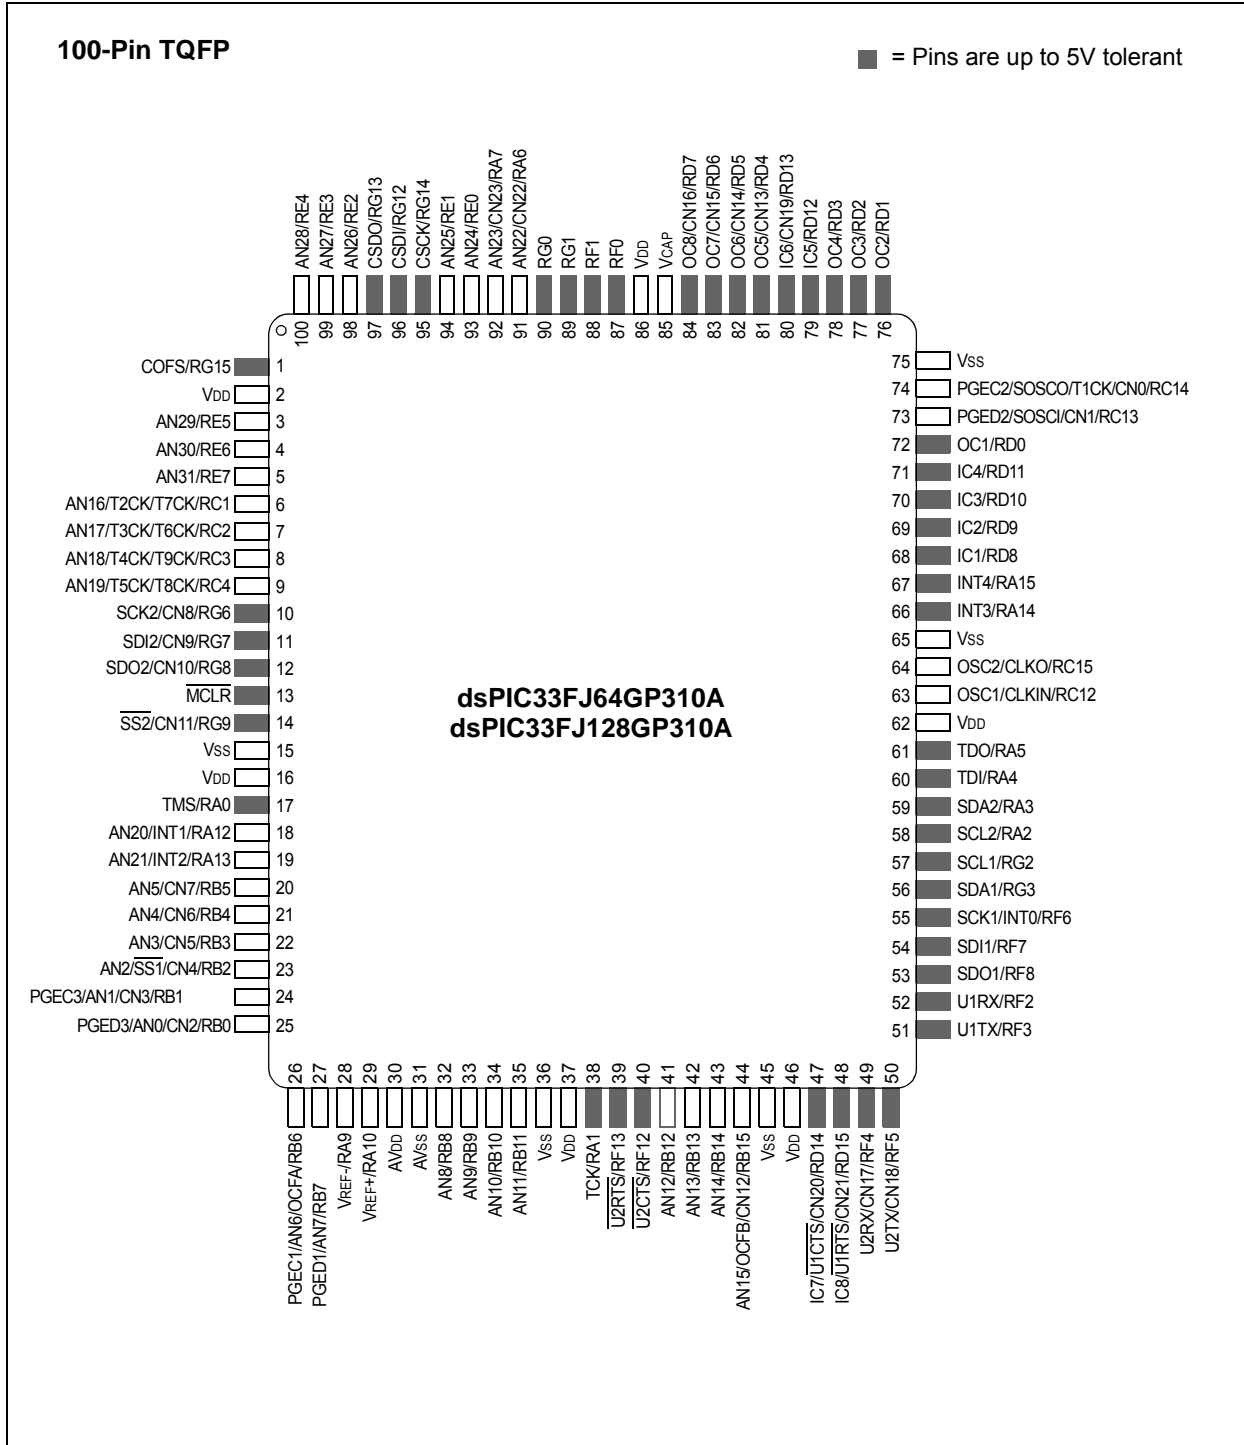 100-Pin TQFP
= Pins are up to 5V tolerant
AN28/RE4
AN27/RE3
AN26/RE2
CSDO/RG13
CSDI/RG12
CSCK/RG14
AN25/RE1
AN24/RE0
AN23/CN23/RA7
AN22/CN22/RA6
RG0
RG1
RF1
RF0
VDD
VCAP
OC8/CN16/RD7
OC7/CN15/RD6
OC6/CN14/RD5
OC5/CN13/RD4
IC6/CN19/RD13
IC5/RD12
OC4/RD3
OC3/RD2
OC2/RD1
100 99 98 97 96 95 94 93 92 91 90 89 88 87 86 85 84 83 82 81 80 79 78 77 76
COFS/RG15 1
VDD 2
AN29/RE5 3
AN30/RE6 4
AN31/RE7 5
AN16/T2CK/T7CK/RC1 6
AN17/T3CK/T6CK/RC2 7
AN18/T4CK/T9CK/RC3 8
AN19/T5CK/T8CK/RC4 9
SCK2/CN8/RG6 10
SDI2/CN9/RG7 11
SDO2/CN10/RG8 12
MCLR 13
SS2/CN11/RG9 14
VSS 15
VDD 16
TMS/RA0 17
AN20/INT1/RA12 18
AN21/INT2/RA13 19
AN5/CN7/RB5 20
AN4/CN6/RB4 21
AN3/CN5/RB3 22
AN2/SS1/CN4/RB2 23
PGEC3/AN1/CN3/RB1 24
PGED3/AN0/CN2/RB0 25
dsPIC33FJ64GP310A
dsPIC33FJ128GP310A
75 VSS
74 PGEC2/SOSCO/T1CK/CN0/RC14
73 PGED2/SOSCI/CN1/RC13
72 OC1/RD0
71 IC4/RD11
70 IC3/RD10
69 IC2/RD9
68 IC1/RD8
67 INT4/RA15
66 INT3/RA14
65 VSS
64 OSC2/CLKO/RC15
63 OSC1/CLKIN/RC12
62 VDD
61 TDO/RA5
60 TDI/RA4
59 SDA2/RA3
58 SCL2/RA2
57 SCL1/RG2
56 SDA1/RG3
55 SCK1/INT0/RF6
54 SDI1/RF7
53 SDO1/RF8
52 U1RX/RF2
51 U1TX/RF3
26 27 28 29 30 31 32 33 34 35 36 37 38 39 40 41 42 43 44 45 46 47 48 49 50
PGEC1/AN6/OCFA/RB6
PGED1/AN7/RB7
VREF-/RA9
VREF+/RA10
AVDD
AVSS
AN8/RB8
AN9/RB9
AN10/RB10
AN11/RB11
VSS
VDD
TCK/RA1
U2RTS/RF13
U2CTS/RF12
AN12/RB12
AN13/RB13
AN14/RB14
AN15/OCFB/CN12/RB15
VSS
VDD
IC7/U1CTS/CN20/RD14
IC8/U1RTS/CN21/RD15
U2RX/CN17/RF4
U2TX/CN18/RF5